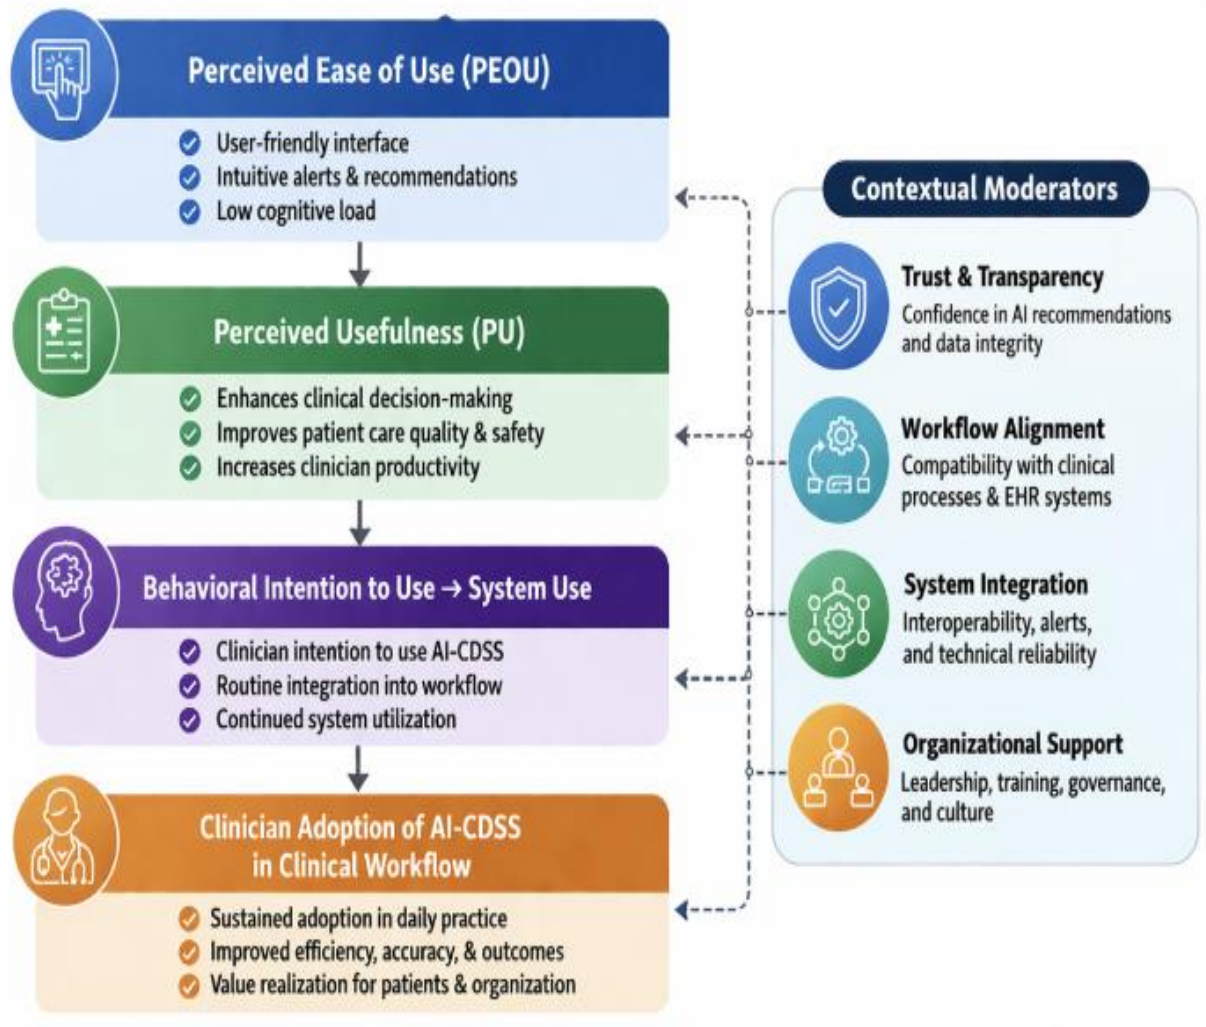 Perceived Ease of Use (PEOU)
User-friendly interface
Intuitive alerts & recommendations
Low cognitive load
Perceived Usefulness (PU)
Enhances clinical decision-making
Improves patient care quality & safety
Increases clinician productivity
Behavioral Intention to Use → System Use
Clinician intention to use AI-CDSS
Routine integration into workflow
Continued system utilization
Clinician Adoption of AI-CDSS
in Clinical Workflow
Sustained adoption in daily practice
Improved efficiency, accuracy, & outcomes
Value realization for patients & organization
Contextual Moderators
Trust & Transparency
Confidence in AI recommendations
and data integrity
Workflow Alignment
Compatibility with clinical
processes & EHR systems
System Integration
Interoperability, alerts,
and technical reliability
Organizational Support
Leadership, training, governance,
and culture